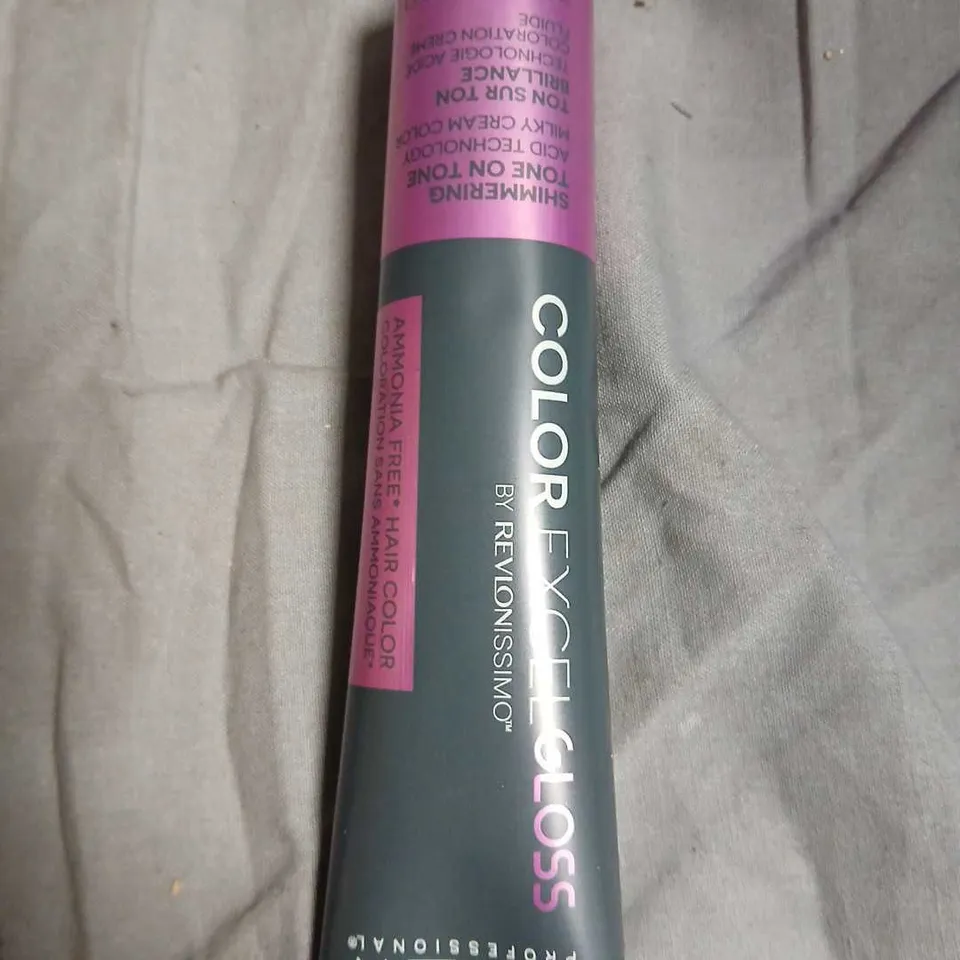 PROFESSIONAL®
COLOR EXCEL GLOSS
BY REVLONISSIMO™
AMMONIA FREE* HAIR COLOR
COLORATION SANS AMMONIAQUE*
SHIMMERING
TONE ON TONE
ACID TECHNOLOGY
MILKY CREAM COLOR
TON SUR TON
BRILLANCE
TECHNOLOGIE ACIDE
COLORATION CRÈME
FLUIDE